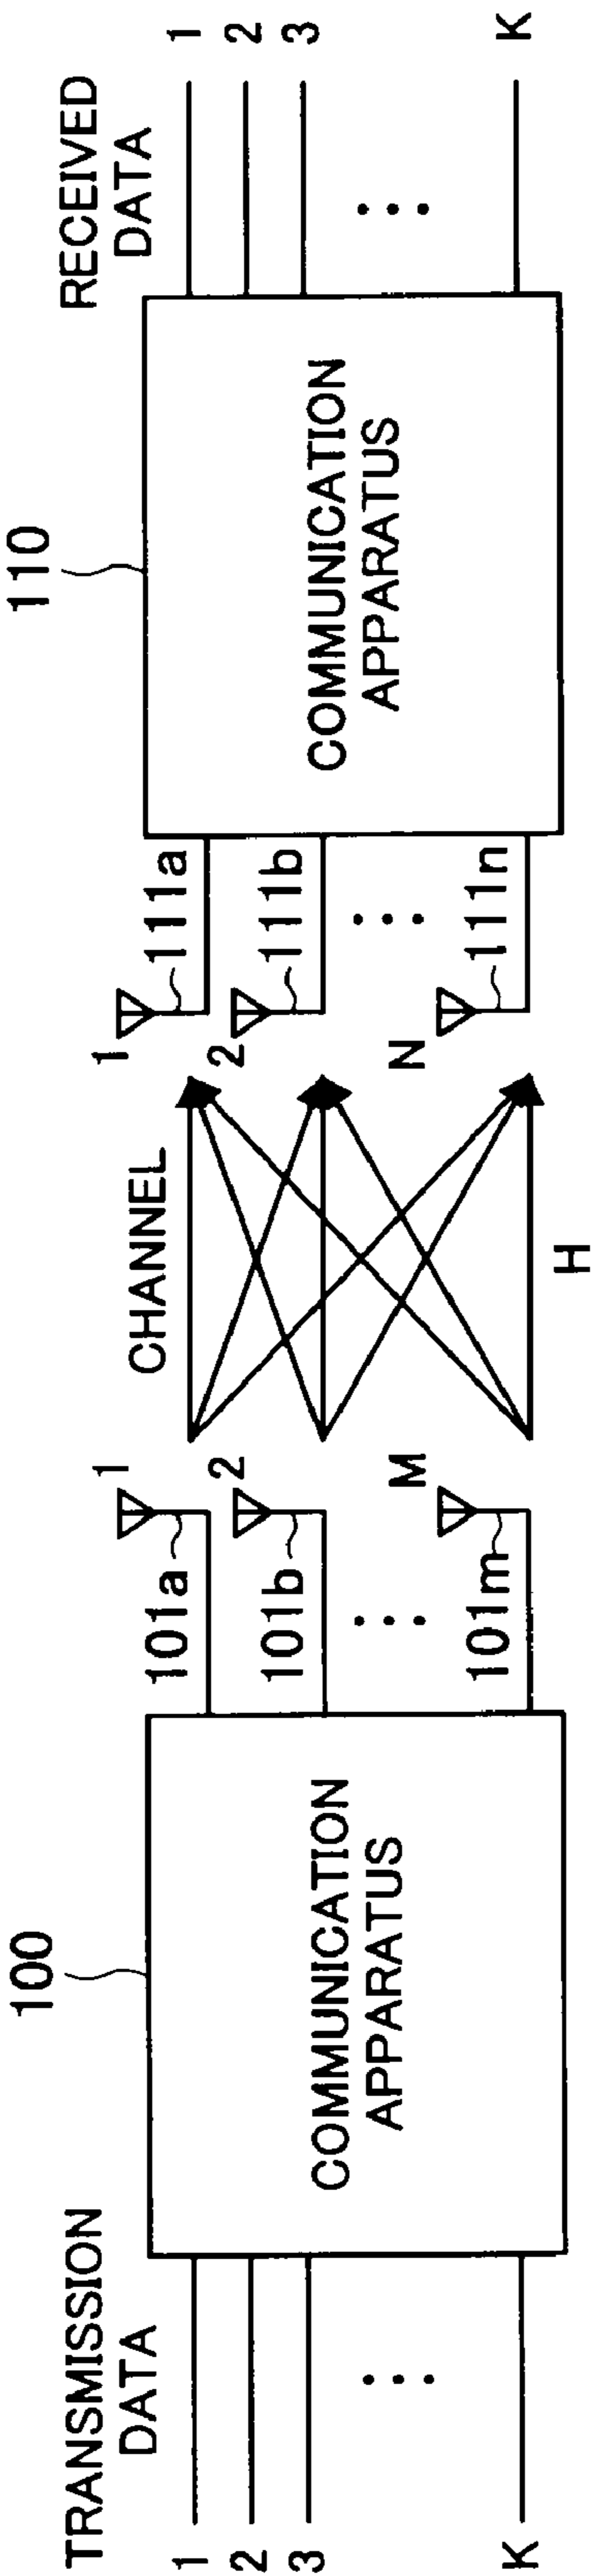 TRANSMISSION
DATA
1
2
3
K
100
COMMUNICATION
APPARATUS
101a
1
101b
2
101m
M
CHANNEL
H
1
111a
2
111b
N
111n
110
COMMUNICATION
APPARATUS
RECEIVED
DATA
1
2
3
K